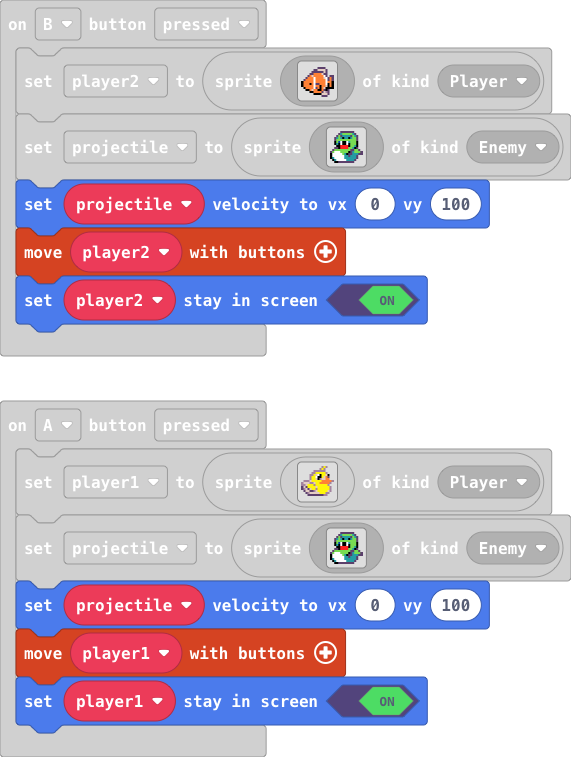 on B button pressed
set player2 to sprite of kind Player
set projectile to sprite of kind Enemy
set projectile velocity to vx 0 vy 100
move player2 with buttons
set player2 stay in screen ON
on A button pressed
set player1 to sprite of kind Player
set projectile to sprite of kind Enemy
set projectile velocity to vx 0 vy 100
move player1 with buttons
set player1 stay in screen ON